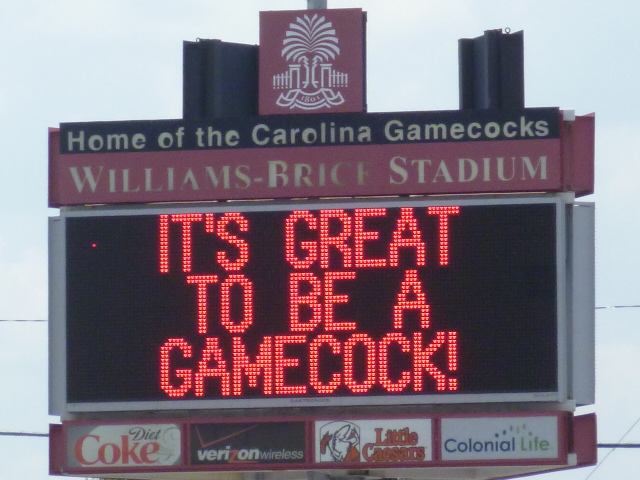 1801
Home of the Carolina Gamecocks
WILLIAMS-BRICE STADIUM
IT'S GREAT
TO BE A
GAMECOCK!
Diet
Coke
verizonwireless
Little
Caesars
Colonial Life